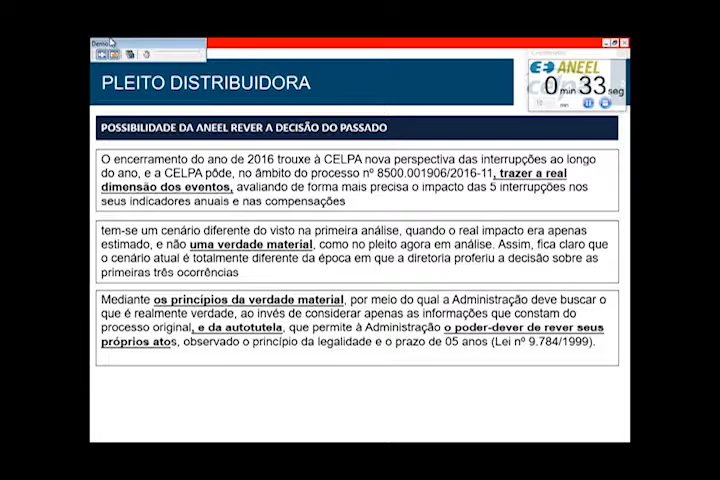 Demo
PLEITO DISTRIBUIDORA
ANEEL
0 min 33 seg
10 min
POSSIBILIDADE DA ANEEL REVER A DECISÃO DO PASSADO
O encerramento do ano de 2016 trouxe à CELPA nova perspectiva das interrupções ao longo
do ano, e a CELPA pôde, no âmbito do processo nº 8500.001906/2016-11, trazer a real
dimensão dos eventos, avaliando de forma mais precisa o impacto das 5 interrupções nos
seus indicadores anuais e nas compensações
tem-se um cenário diferente do visto na primeira análise, quando o real impacto era apenas
estimado, e não uma verdade material, como no pleito agora em análise. Assim, fica claro que
o cenário atual é totalmente diferente da época em que a diretoria proferiu a decisão sobre as
primeiras três ocorrências
Mediante os princípios da verdade material, por meio do qual a Administração deve buscar o
que é realmente verdade, ao invés de considerar apenas as informações que constam do
processo original, e da autotutela, que permite à Administração o poder-dever de rever seus
próprios atos, observado o princípio da legalidade e o prazo de 05 anos (Lei nº 9.784/1999).